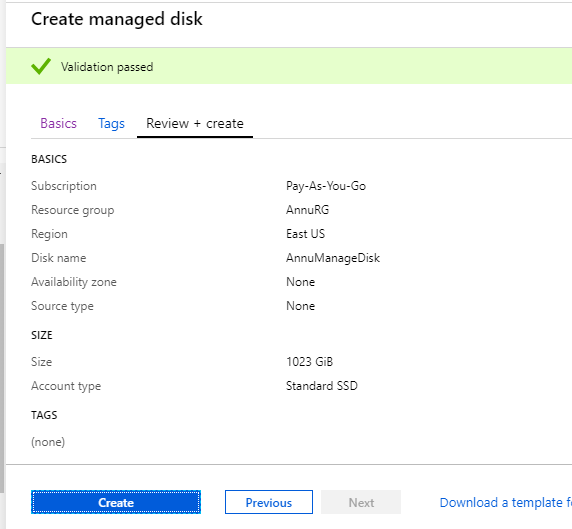 Create managed disk
Validation passed
Basics Tags Review + create
BASICS
Subscription Pay-As-You-Go
Resource group AnnuRG
Region East US
Disk name AnnuManageDisk
Availability zone None
Source type None
SIZE
Size 1023 GiB
Account type Standard SSD
TAGS
(none)
Create Previous Next Download a template